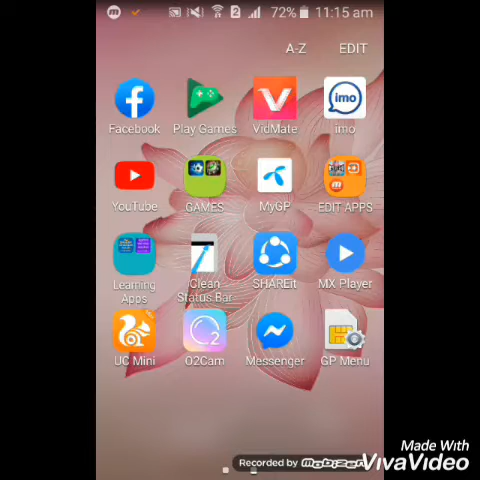 72% 11:15 am
A-Z EDIT
Facebook Play Games VidMate imo
YouTube GAMES MyGP EDIT APPS
Learning Apps Clean Status Bar SHAREit MX Player
UC Mini O2Cam Messenger GP Menu
Recorded by mobizen
Made With
VivaVideo